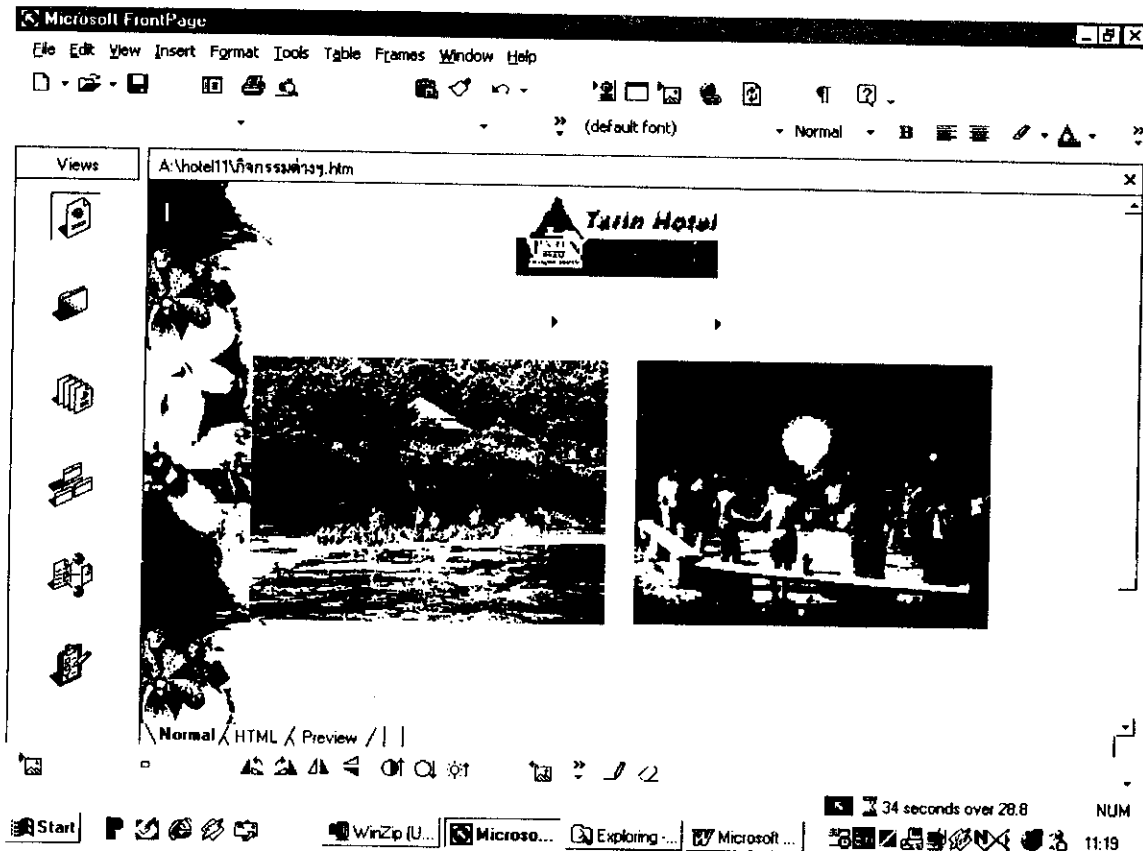 Microsoft FrontPage
File Edit View Insert Format Tools Table Frames Window Help
(default font) Normal B A
Views
A:\hotel11\กิจกรรมต่างๆ.htm
Tarin Hotel
Normal HTML Preview
34 seconds over 28.8 NUM
Start WinZip (U... Microso... Exploring -... Microsoft ... 11:19